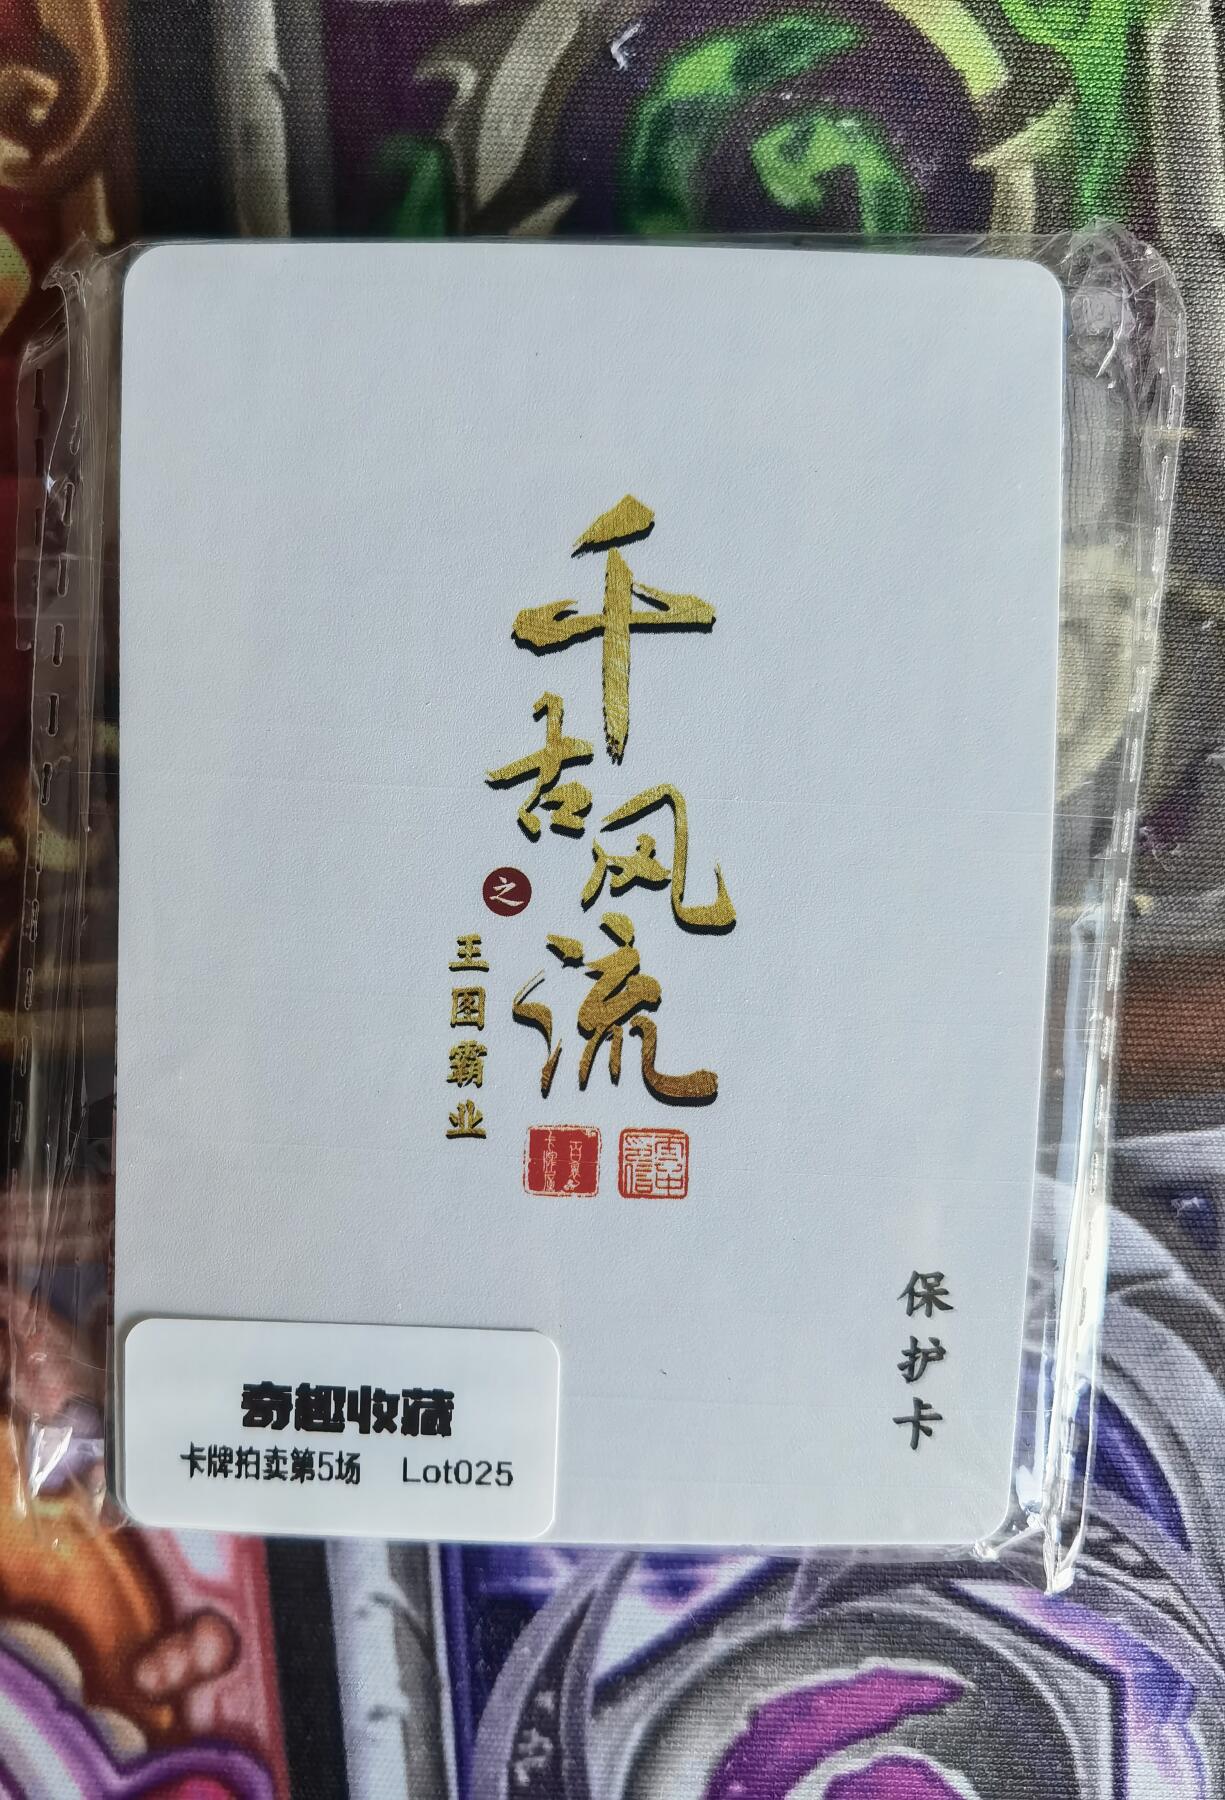 千古风流
之
王图霸业
保护卡
奇趣收藏
卡牌拍卖第5场 Lot025